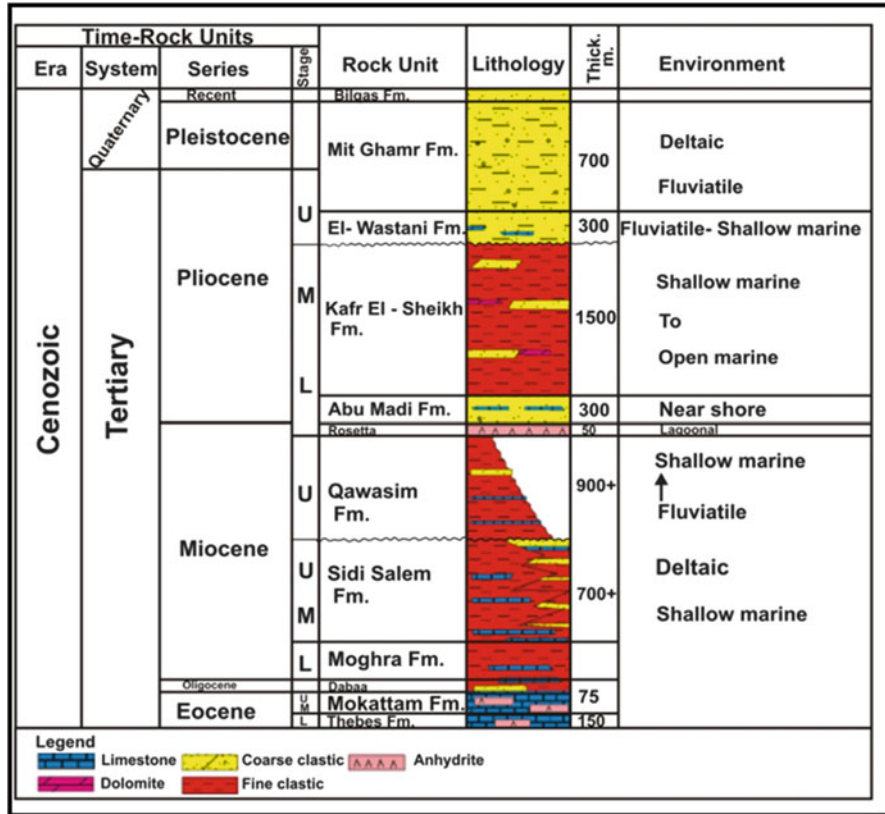 Time-Rock Units
Era System Series Stage Rock Unit Lithology Thick. m. Environment
Cenozoic
Quaternary
Tertiary
Recent Bilgas Fm.
Pleistocene
Mit Ghamr Fm. 700 Deltaic
Fluviatile
U
El- Wastani Fm. 300 Fluviatile- Shallow marine
Pliocene
M
Kafr El - Sheikh
Fm.
1500
Shallow marine
To
Open marine
L
Abu Madi Fm. 300 Near shore
Rosetta 50 Lagoonal
Miocene
U
Qawasim
Fm.
900+
Shallow marine
Fluviatile
U
M
Sidi Salem
Fm.
700+
Deltaic
Shallow marine
L Moghra Fm.
Oligocene Dabaa
Eocene
U
M
Mokattam Fm. 75
L Thebes Fm. 150
Legend
Limestone Coarse clastic Anhydrite
Dolomite Fine clastic